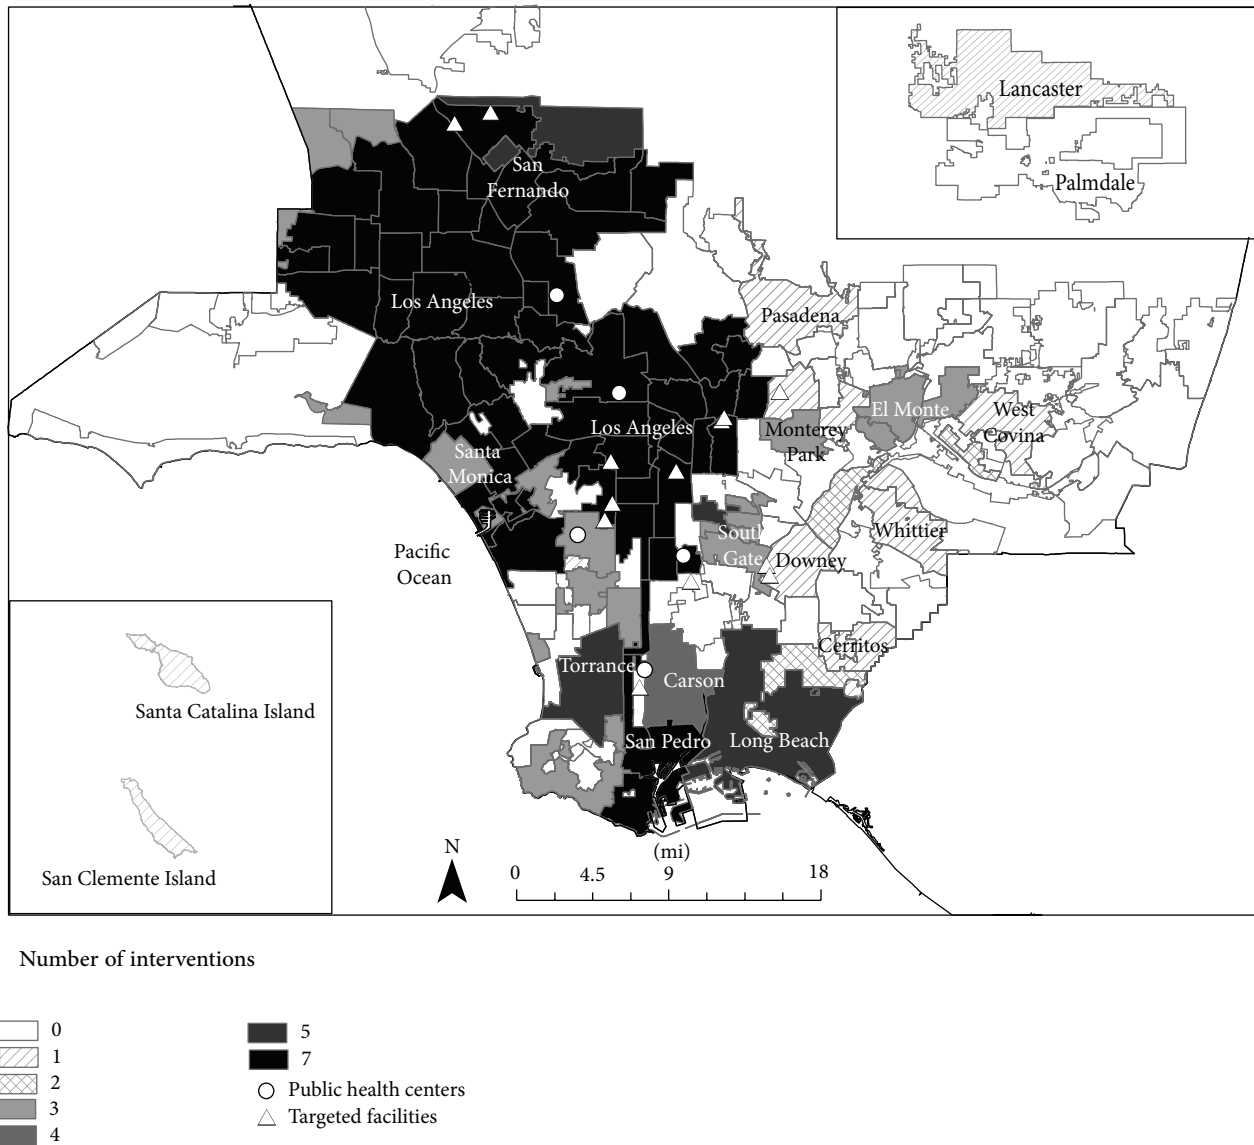 Lancaster
Palmdale
San
Fernando
Los Angeles
Pasadena
El Monte
West
Covina
Los Angeles
Monterey
Park
Santa
Monica
Whittier
South
Gate
Downey
Pacific
Ocean
Cerritos
Torrance
Carson
San Pedro
Long Beach
Santa Catalina Island
San Clemente Island
N
(mi)
0 4.5 9 18
Number of interventions
0
1
2
3
4
5
7
Public health centers
Targeted facilities